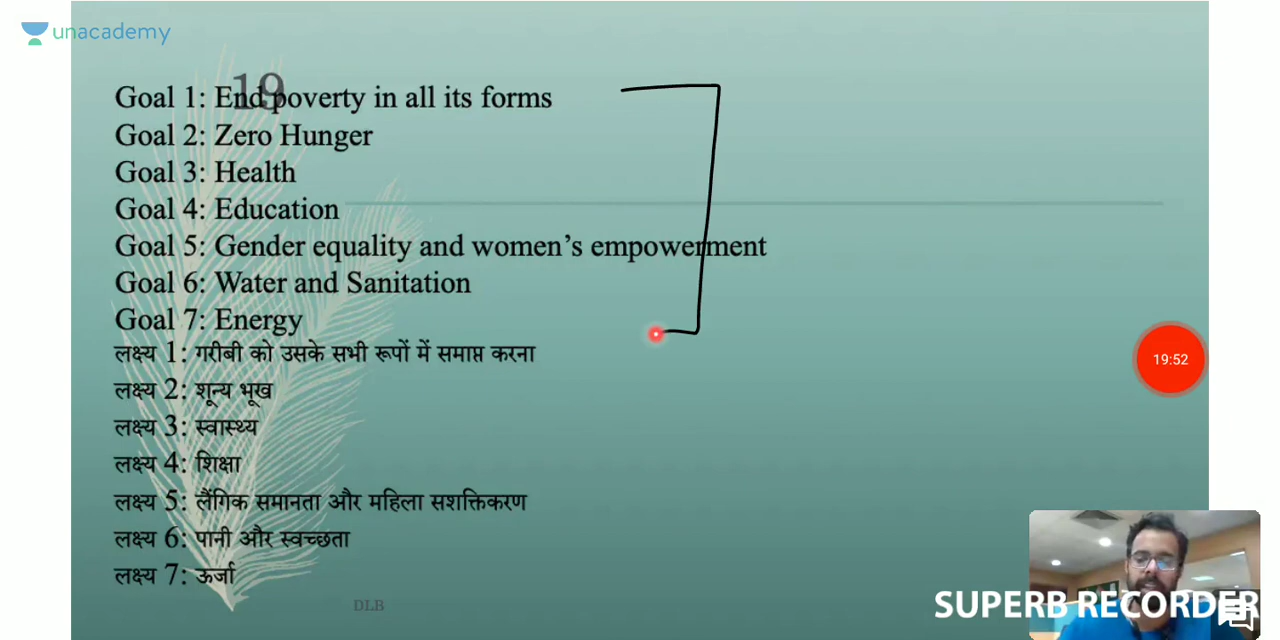 unacademy
19
Goal 1: End poverty in all its forms
Goal 2: Zero Hunger
Goal 3: Health
Goal 4: Education
Goal 5: Gender equality and women’s empowerment
Goal 6: Water and Sanitation
Goal 7: Energy
लक्ष्य 1: गरीबी को उसके सभी रूपों में समाप्त करना
लक्ष्य 2: शून्य भूख
लक्ष्य 3: स्वास्थ्य
लक्ष्य 4: शिक्षा
लक्ष्य 5: लैंगिक समानता और महिला सशक्तिकरण
लक्ष्य 6: पानी और स्वच्छता
लक्ष्य 7: ऊर्जा
19:52
DLB
SUPERB RECORDER